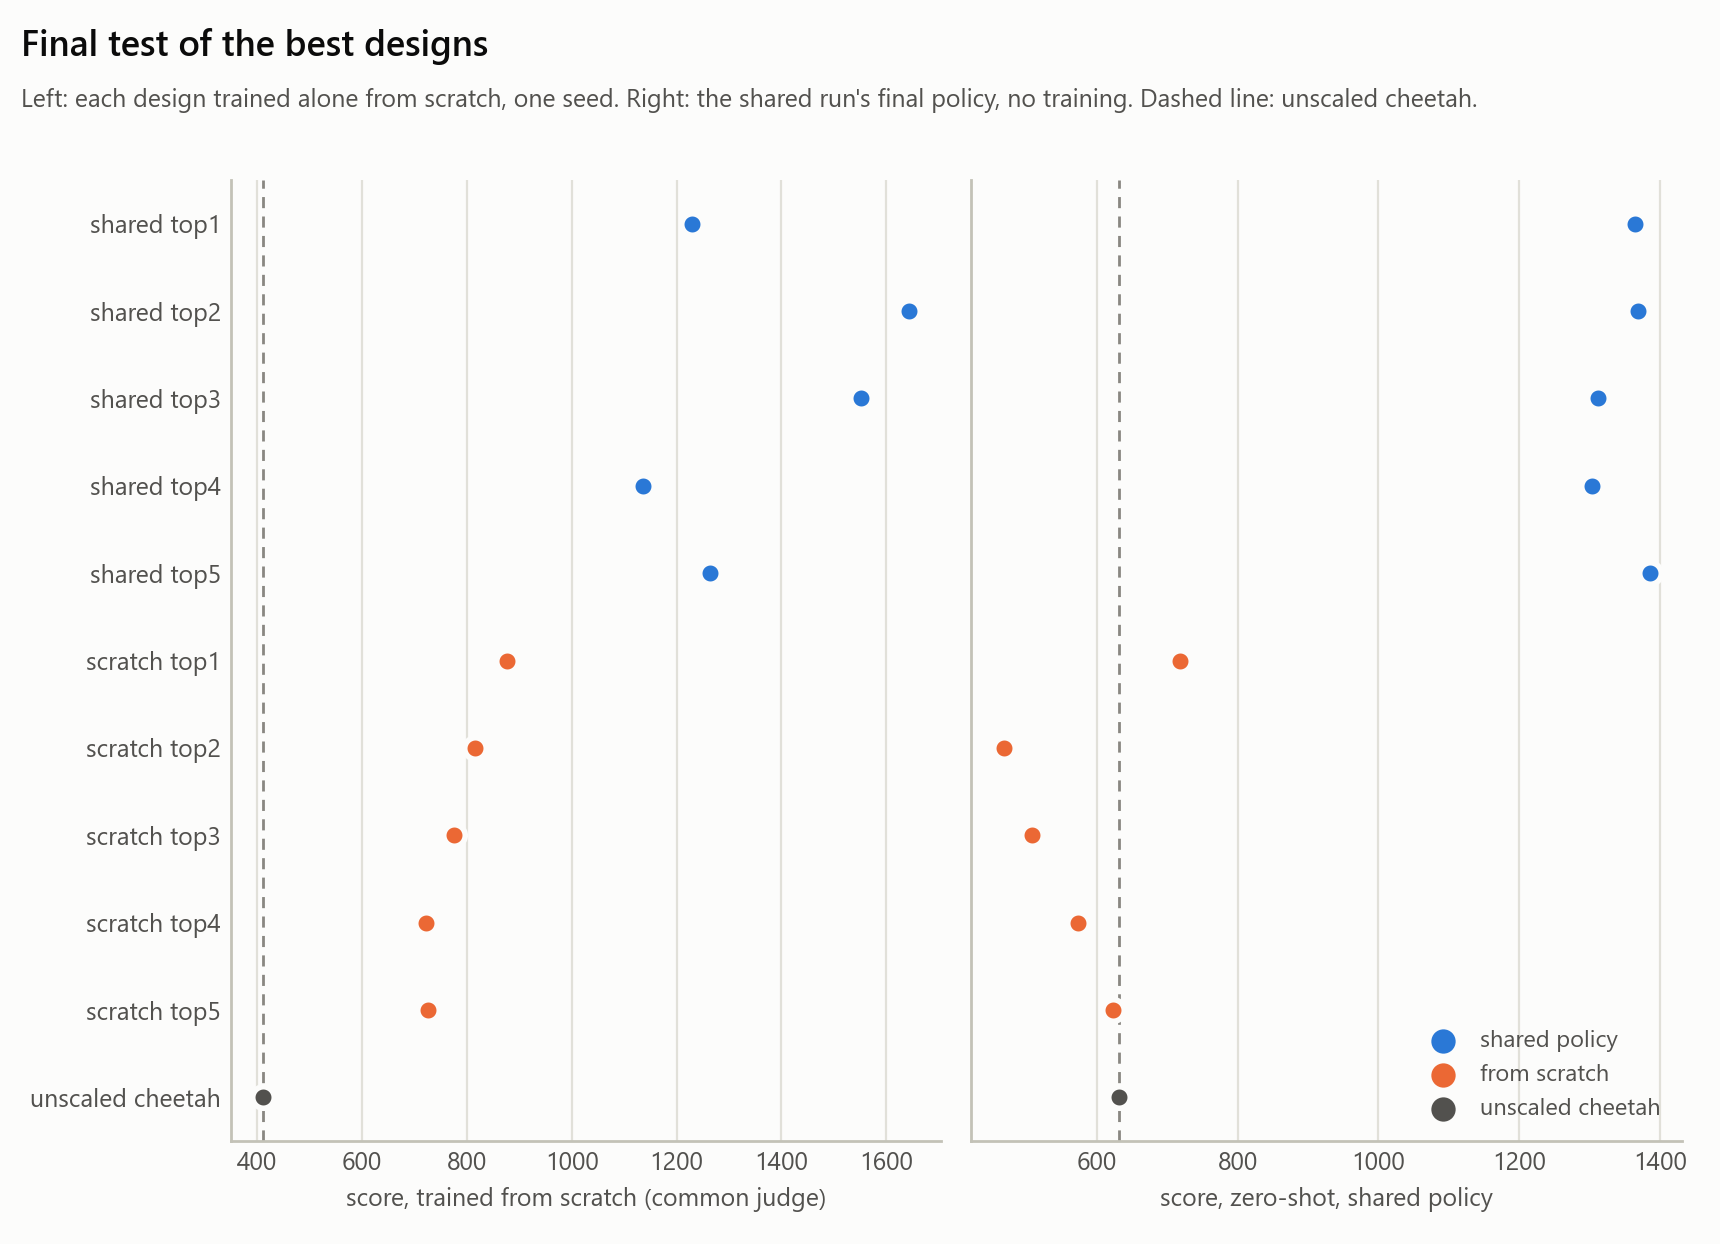 Final test of the best designs
Left: each design trained alone from scratch, one seed. Right: the shared run's final policy, no training. Dashed line: unscaled cheetah.
shared top1
shared top2
shared top3
shared top4
shared top5
scratch top1
scratch top2
scratch top3
scratch top4
scratch top5
unscaled cheetah
400 600 800 1000 1200 1400 1600
score, trained from scratch (common judge)
600 800 1000 1200 1400
score, zero-shot, shared policy
shared policy
from scratch
unscaled cheetah